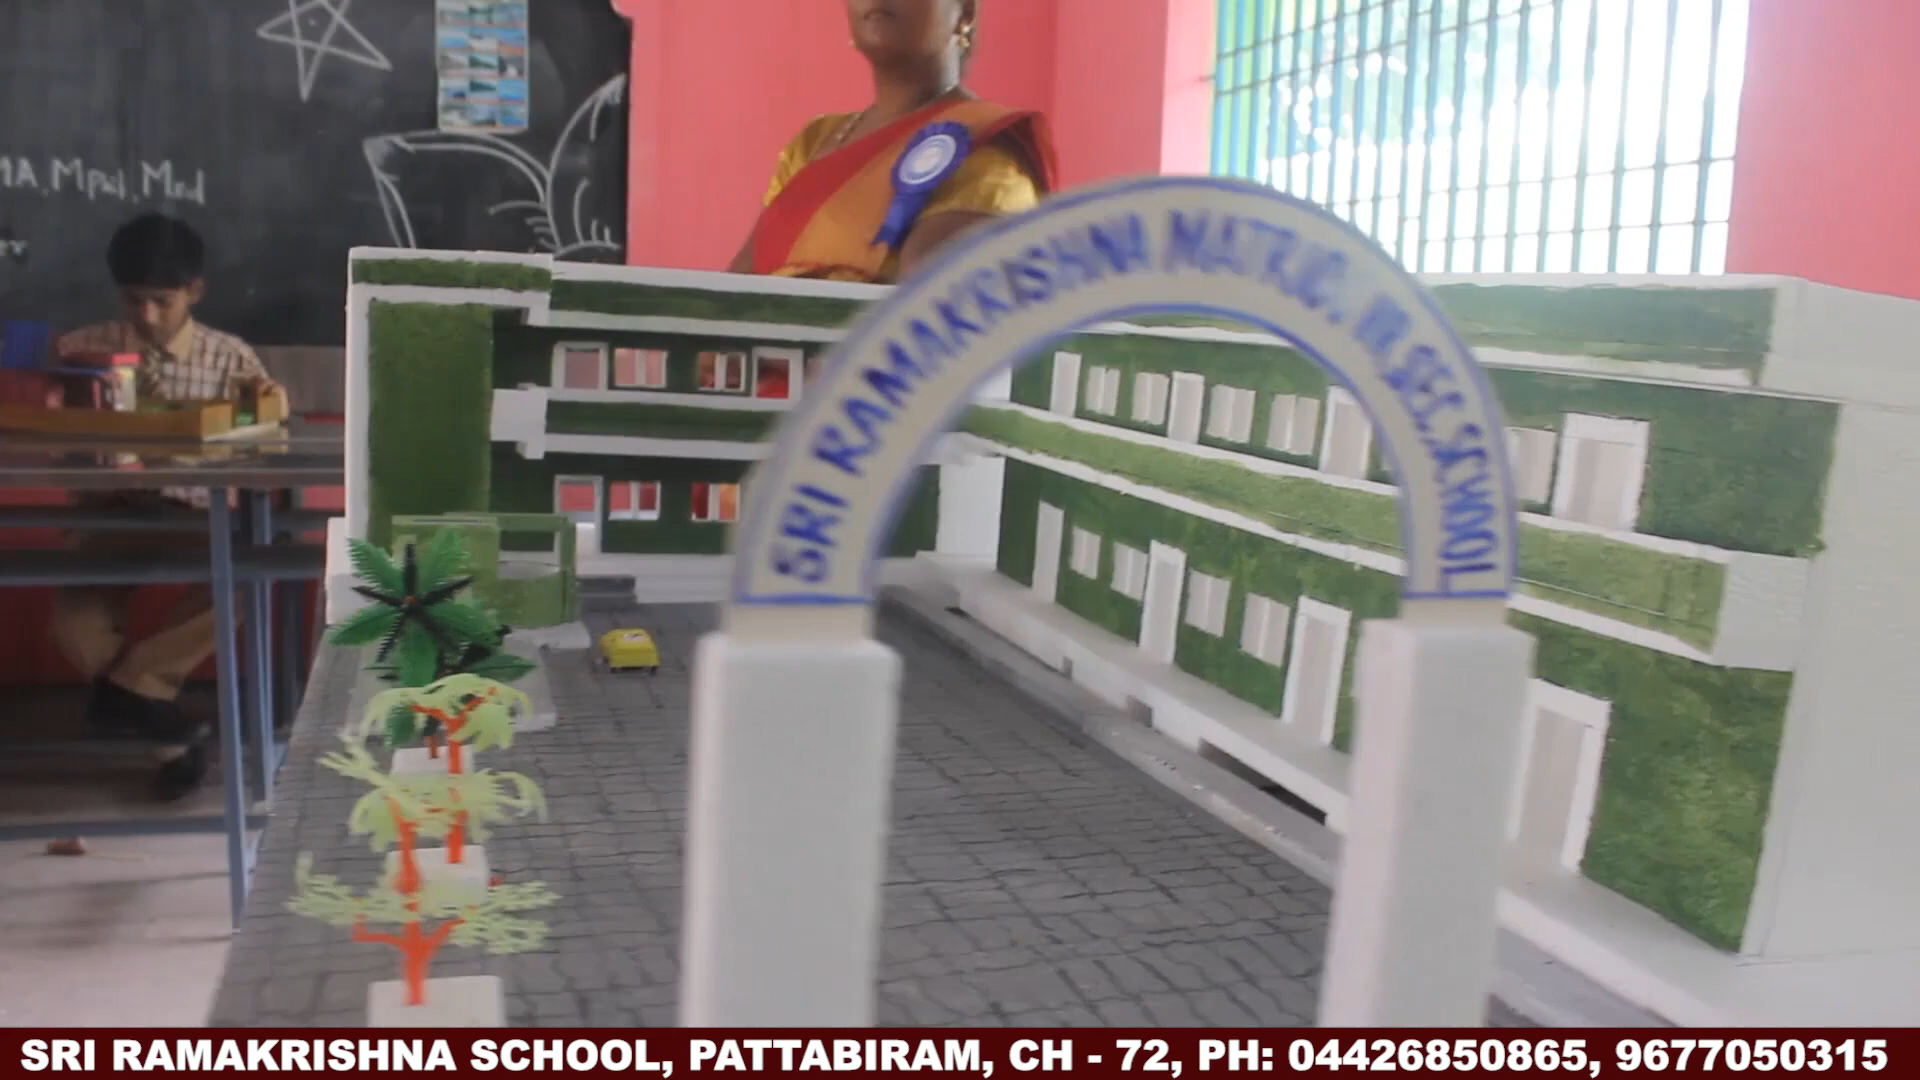 MA, Mphil, Med
SRI RAMAKRISHNA MATRIC. HR.SEC.SCHOOL
SRI RAMAKRISHNA SCHOOL, PATTABIRAM, CH - 72, PH: 04426850865, 9677050315